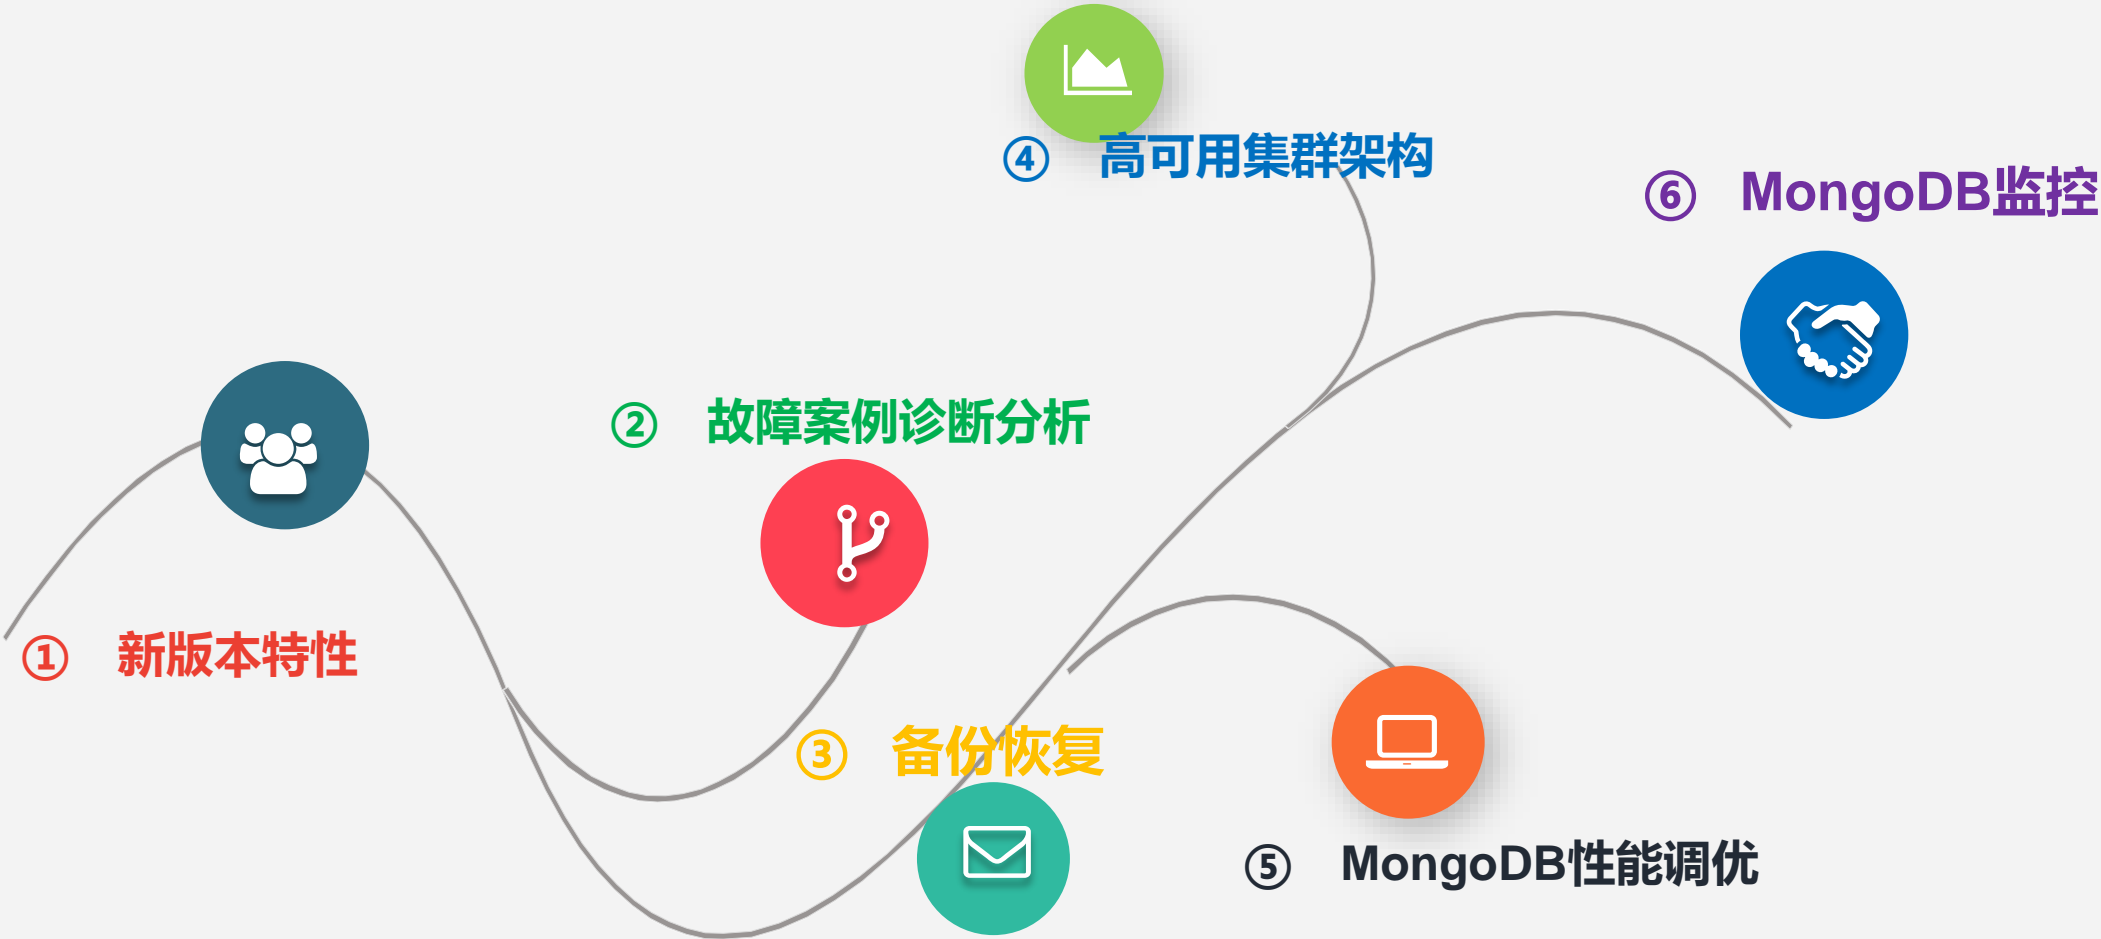 ① 新版本特性
② 故障案例诊断分析
③ 备份恢复
④ 高可用集群架构
⑤ MongoDB性能调优
⑥ MongoDB监控